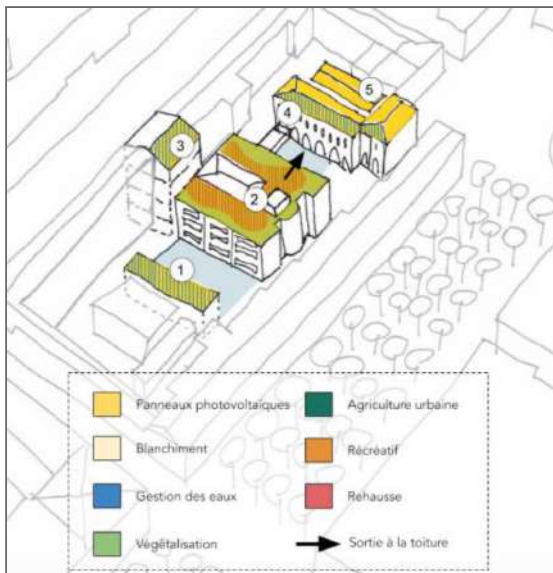 5
4
3
2
1
Panneaux photovoltaïques
Agriculture urbaine
Blanchiment
Récréatif
Gestion des eaux
Rehausse
Végétalisation
Sortie à la toiture